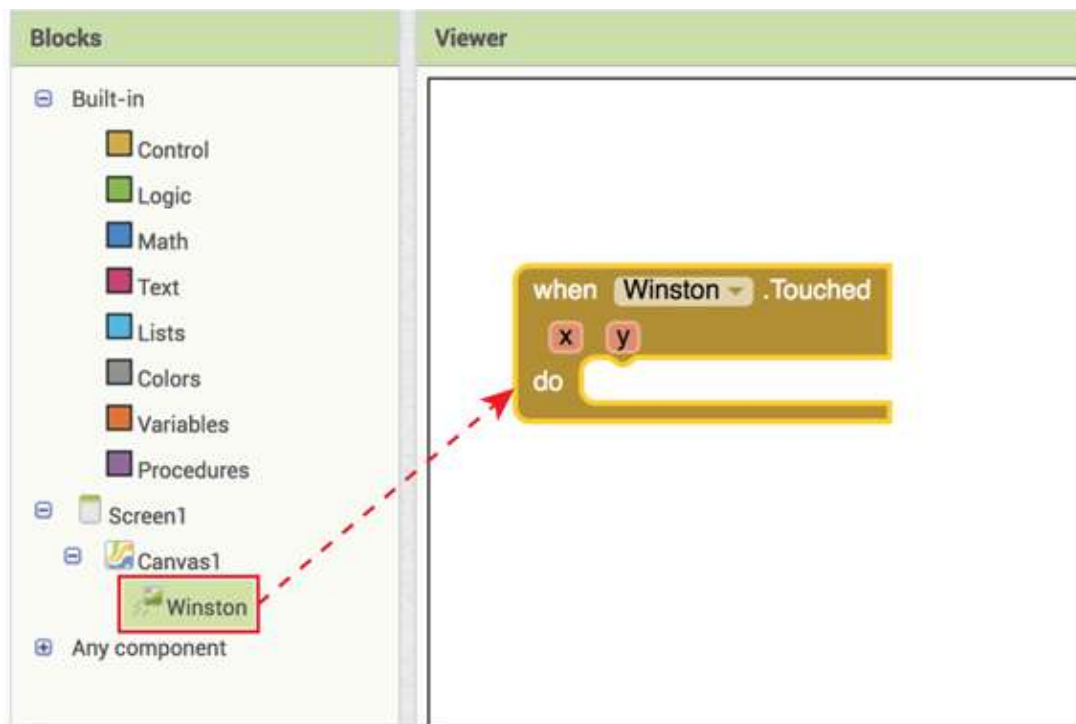 Blocks
Built-in
Control
Logic
Math
Text
Lists
Colors
Variables
Procedures
Screen1
Canvas1
Winston
Any component
Viewer
when Winston .Touched
x y
do